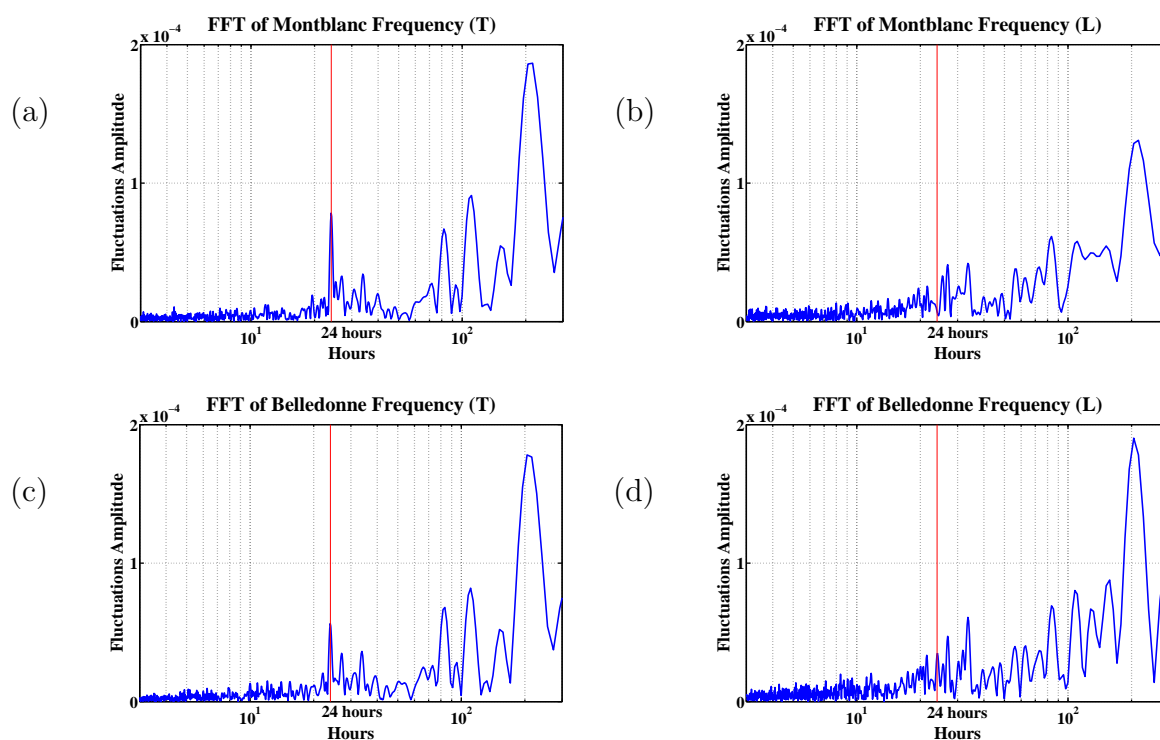 (a)
FFT of Montblanc Frequency (T)
x 10⁻⁴
2
1
0
Fluctuations Amplitude
10¹
24 hours
10²
Hours
(b)
FFT of Montblanc Frequency (L)
x 10⁻⁴
2
1
0
Fluctuations Amplitude
10¹
24 hours
10²
Hours
(c)
FFT of Belledonne Frequency (T)
x 10⁻⁴
2
1
0
Fluctuations Amplitude
10¹
24 hours
10²
Hours
(d)
FFT of Belledonne Frequency (L)
x 10⁻⁴
2
1
0
Fluctuations Amplitude
10¹
24 hours
10²
Hours